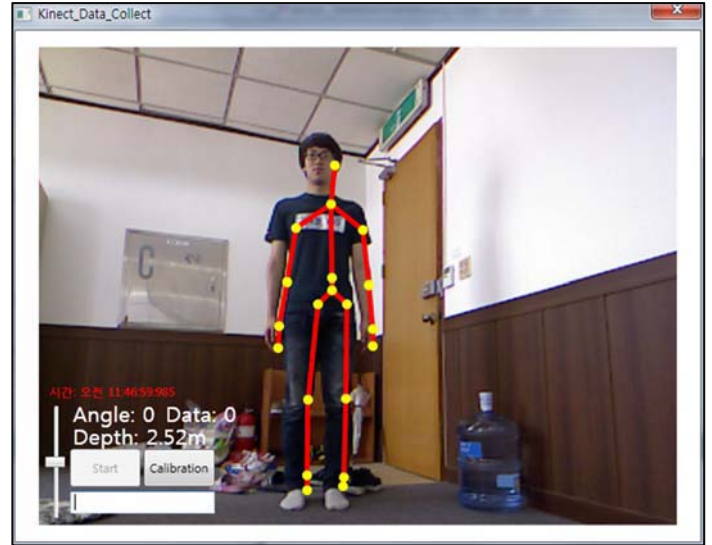 Kinect_Data_Collect
C
시간: 오전 11:46:59:985
Angle: 0 Data: 0
Depth: 2.52m
Start
Calibration